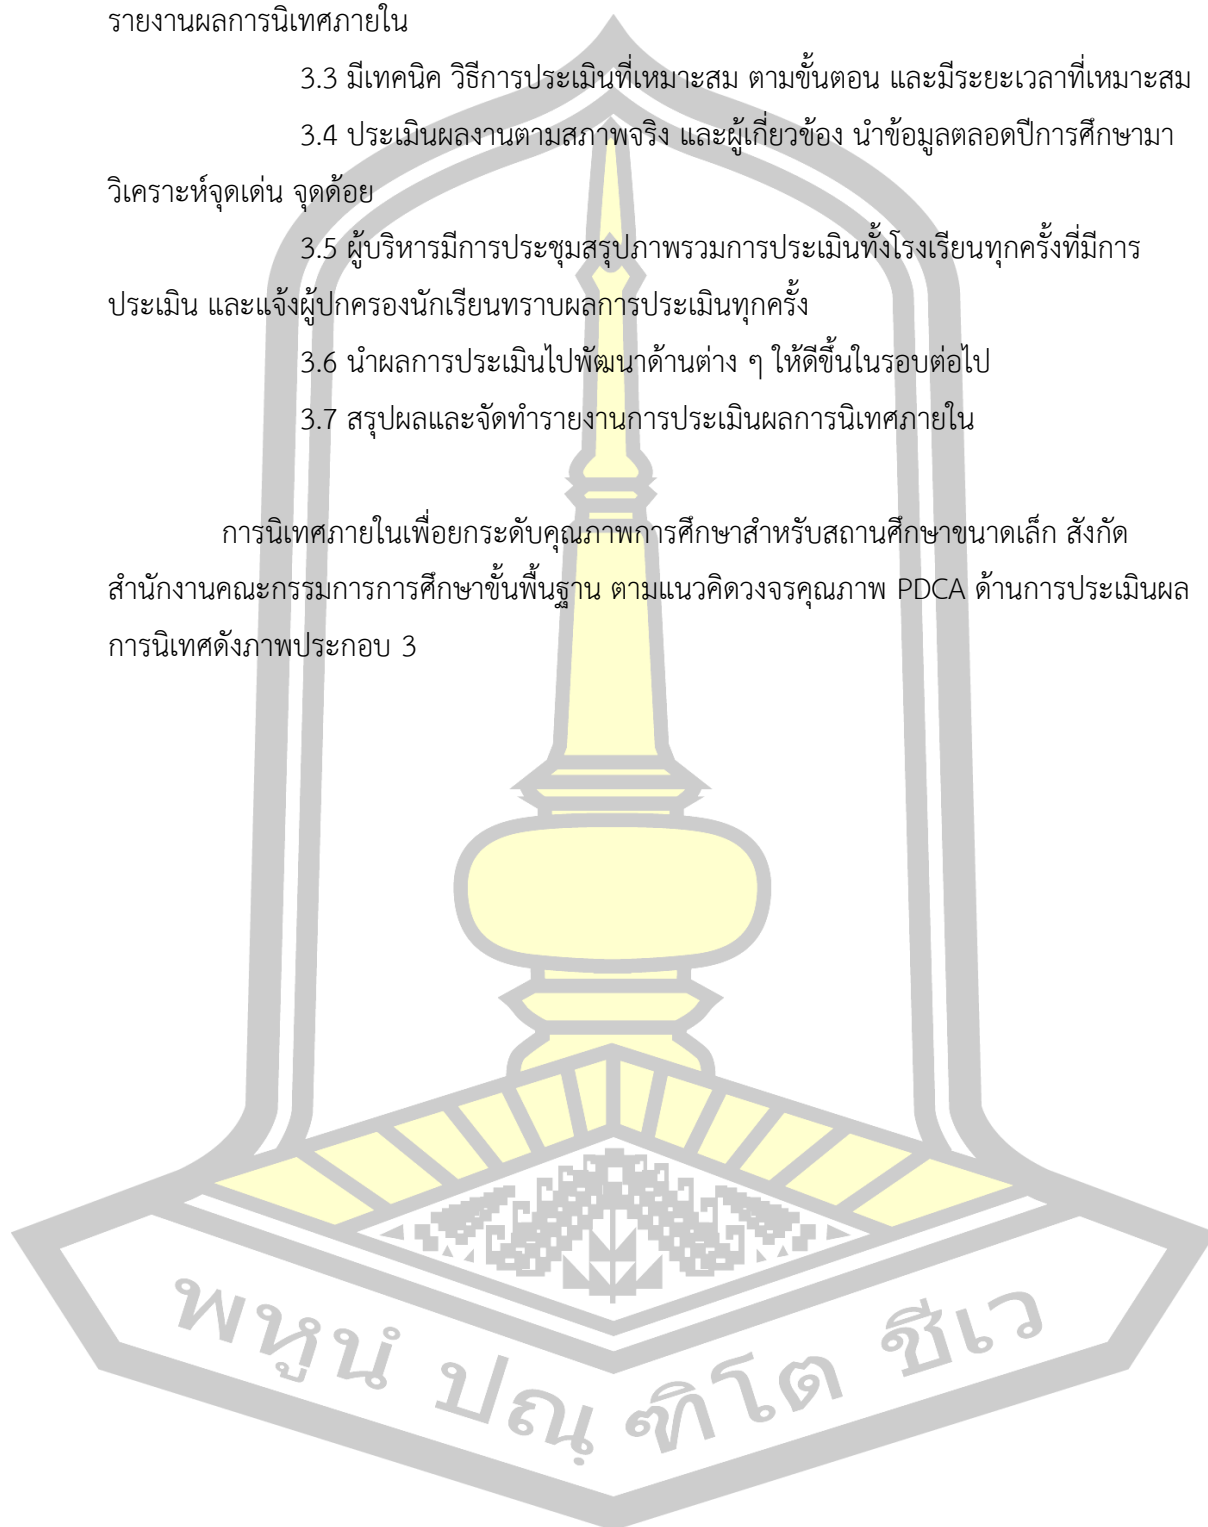 รายงานผลการนิเทศภายใน
3.3 มีเทคนิค วิธีการประเมินที่เหมาะสม ตามขั้นตอน และมีระยะเวลาที่เหมาะสม
3.4 ประเมินผลงานตามสภาพจริง และผู้เกี่ยวข้อง นำข้อมูลตลอดปีการศึกษามา
วิเคราะห์จุดเด่น จุดด้อย
3.5 ผู้บริหารมีการประชุมสรุปภาพรวมการประเมินทั้งโรงเรียนทุกครั้งที่มีการ
ประเมิน และแจ้งผู้ปกครองนักเรียนทราบผลการประเมินทุกครั้ง
3.6 นำผลการประเมินไปพัฒนาด้านต่าง ๆ ให้ดีขึ้นในรอบต่อไป
3.7 สรุปผลและจัดทำรายงานการประเมินผลการนิเทศภายใน
การนิเทศภายในเพื่อยกระดับคุณภาพการศึกษาสำหรับสถานศึกษาขนาดเล็ก สังกัด
สำนักงานคณะกรรมการการศึกษาขั้นพื้นฐาน ตามแนวคิดวงจรคุณภาพ PDCA ด้านการประเมินผล
การนิเทศดังภาพประกอบ 3
พหูนํ ปณฺ ฑิโต ชีเว